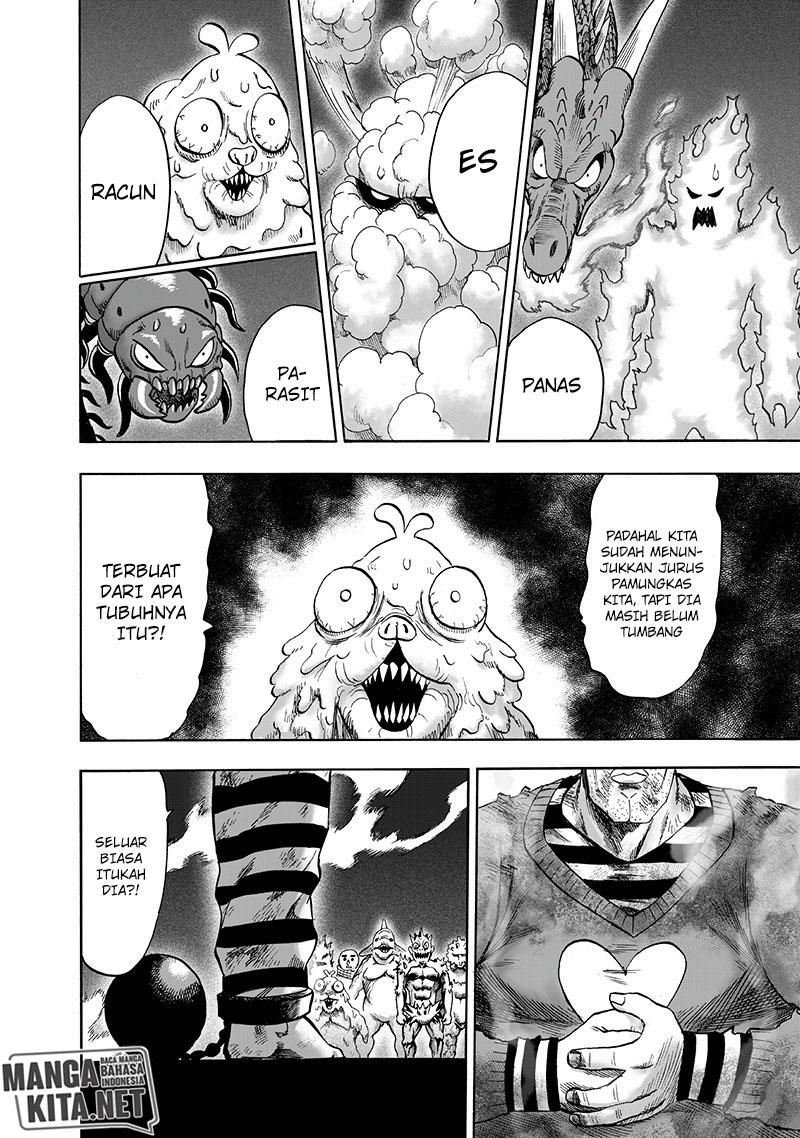 PANAS
ES
RACUN
PA-
RASIT
PADAHAL KITA
SUDAH MENUN-
JUKKAN JURUS
PAMUNGKAS
KITA, TAPI DIA
MASIH BELUM
TUMBANG
TERBUAT
DARI APA
TUBUHNYA
ITU?!
SELUAR
BIASA
ITUKAH
DIA?!
MANGA
KITA.NET
BACA MANGA
BAHASA
INDONESIA